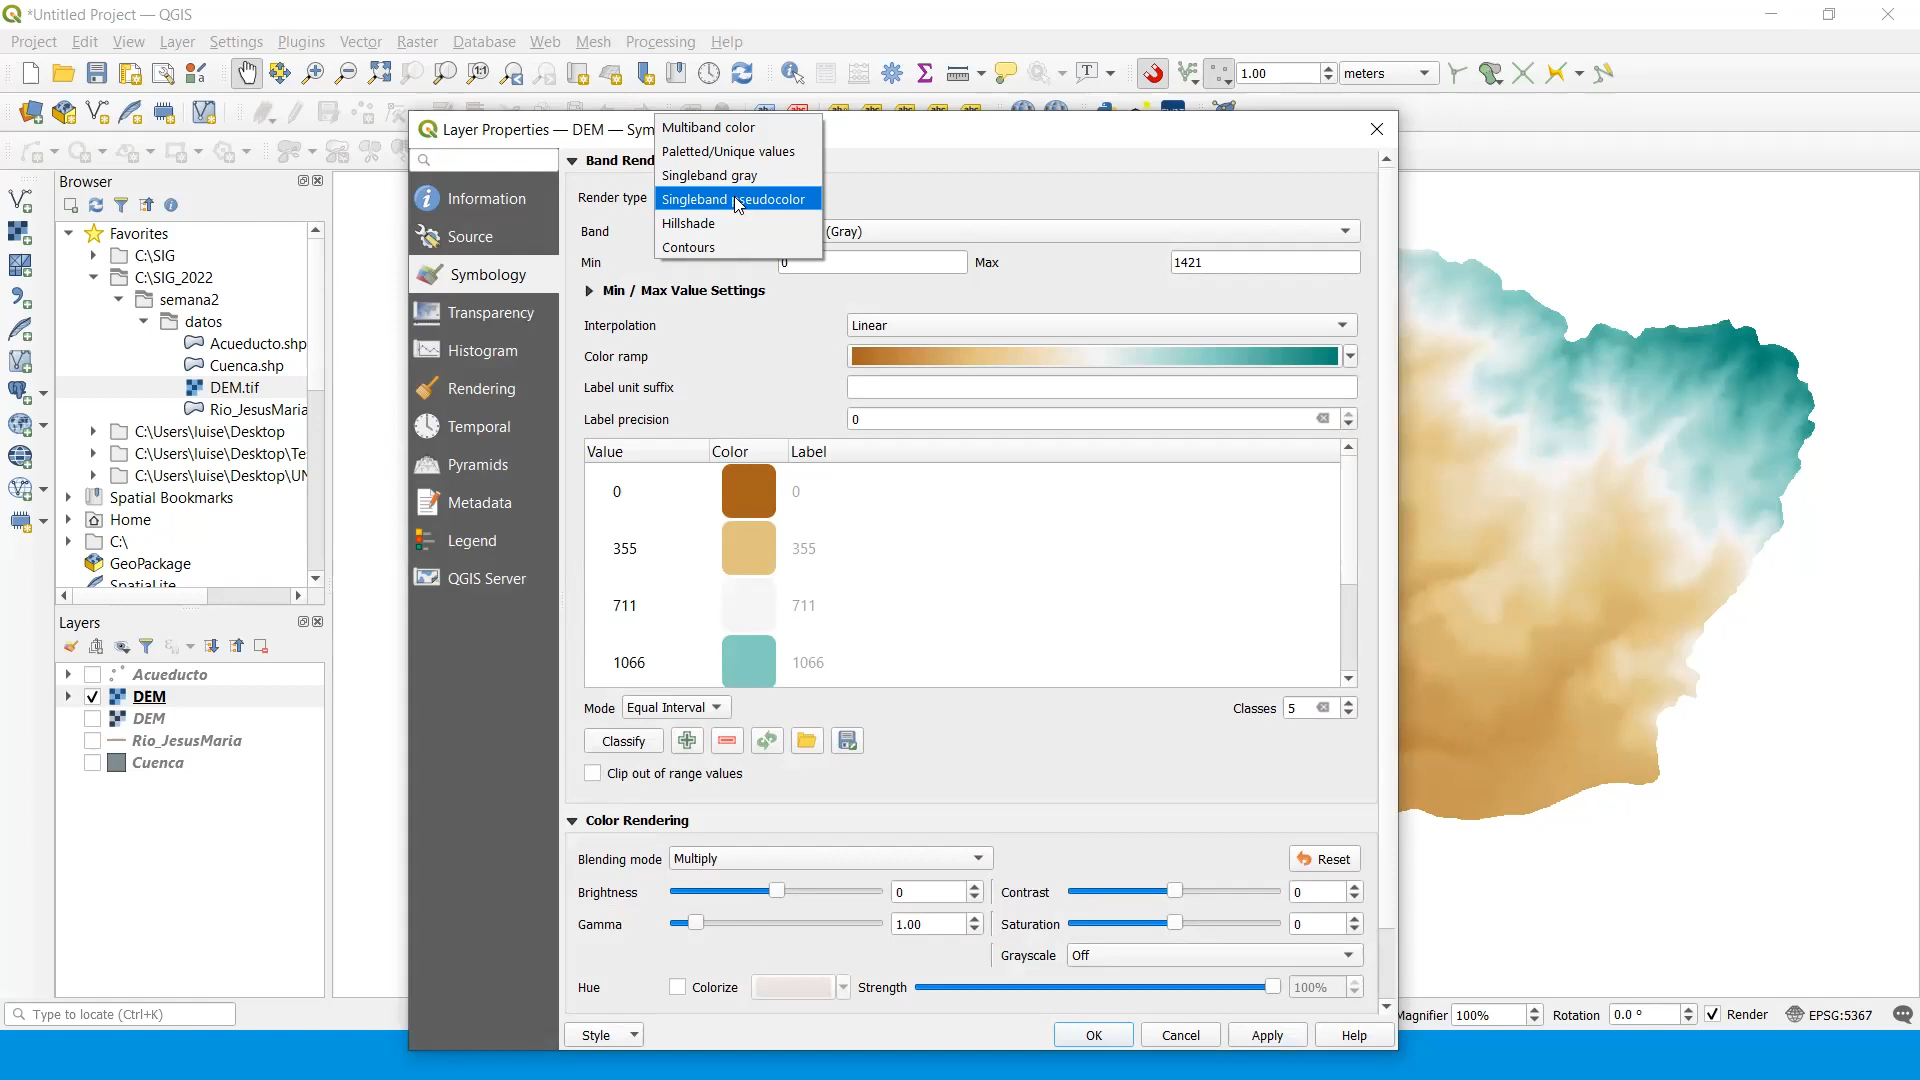 *Untitled Project — QGIS
Project Edit View Layer Settings Plugins Vector Raster Database Web Mesh Processing Help
1.00 meters
Browser
Favorites
C:\SIG
C:\SIG_2022
semana2
datos
Acueducto.shp
Cuenca.shp
DEM.tif
Rio_JesusMaria
C:\Users\luise\Desktop
C:\Users\luise\Desktop\Te
C:\Users\luise\Desktop\UN
Spatial Bookmarks
Home
C:\
GeoPackage
SpatiaLite
Layers
Acueducto
DEM
DEM
Rio_JesusMaria
Cuenca
Type to locate (Ctrl+K)
Layer Properties — DEM — Sym
Information
Source
Symbology
Transparency
Histogram
Rendering
Temporal
Pyramids
Metadata
Legend
QGIS Server
Band Rend
Render type
Multiband color
Paletted/Unique values
Singleband gray
Singleband pseudocolor
Hillshade
Contours
Band (Gray)
Min 0 Max 1421
Min / Max Value Settings
Interpolation Linear
Color ramp
Label unit suffix
Label precision 0
Value Color Label
0 0
355 355
711 711
1066 1066
Mode Equal Interval Classes 5
Classify
Clip out of range values
Color Rendering
Blending mode Multiply Reset
Brightness 0 Contrast 0
Gamma 1.00 Saturation 0
Grayscale Off
Hue Colorize Strength 100%
Style OK Cancel Apply Help
Magnifier 100% Rotation 0.0 ° Render EPSG:5367